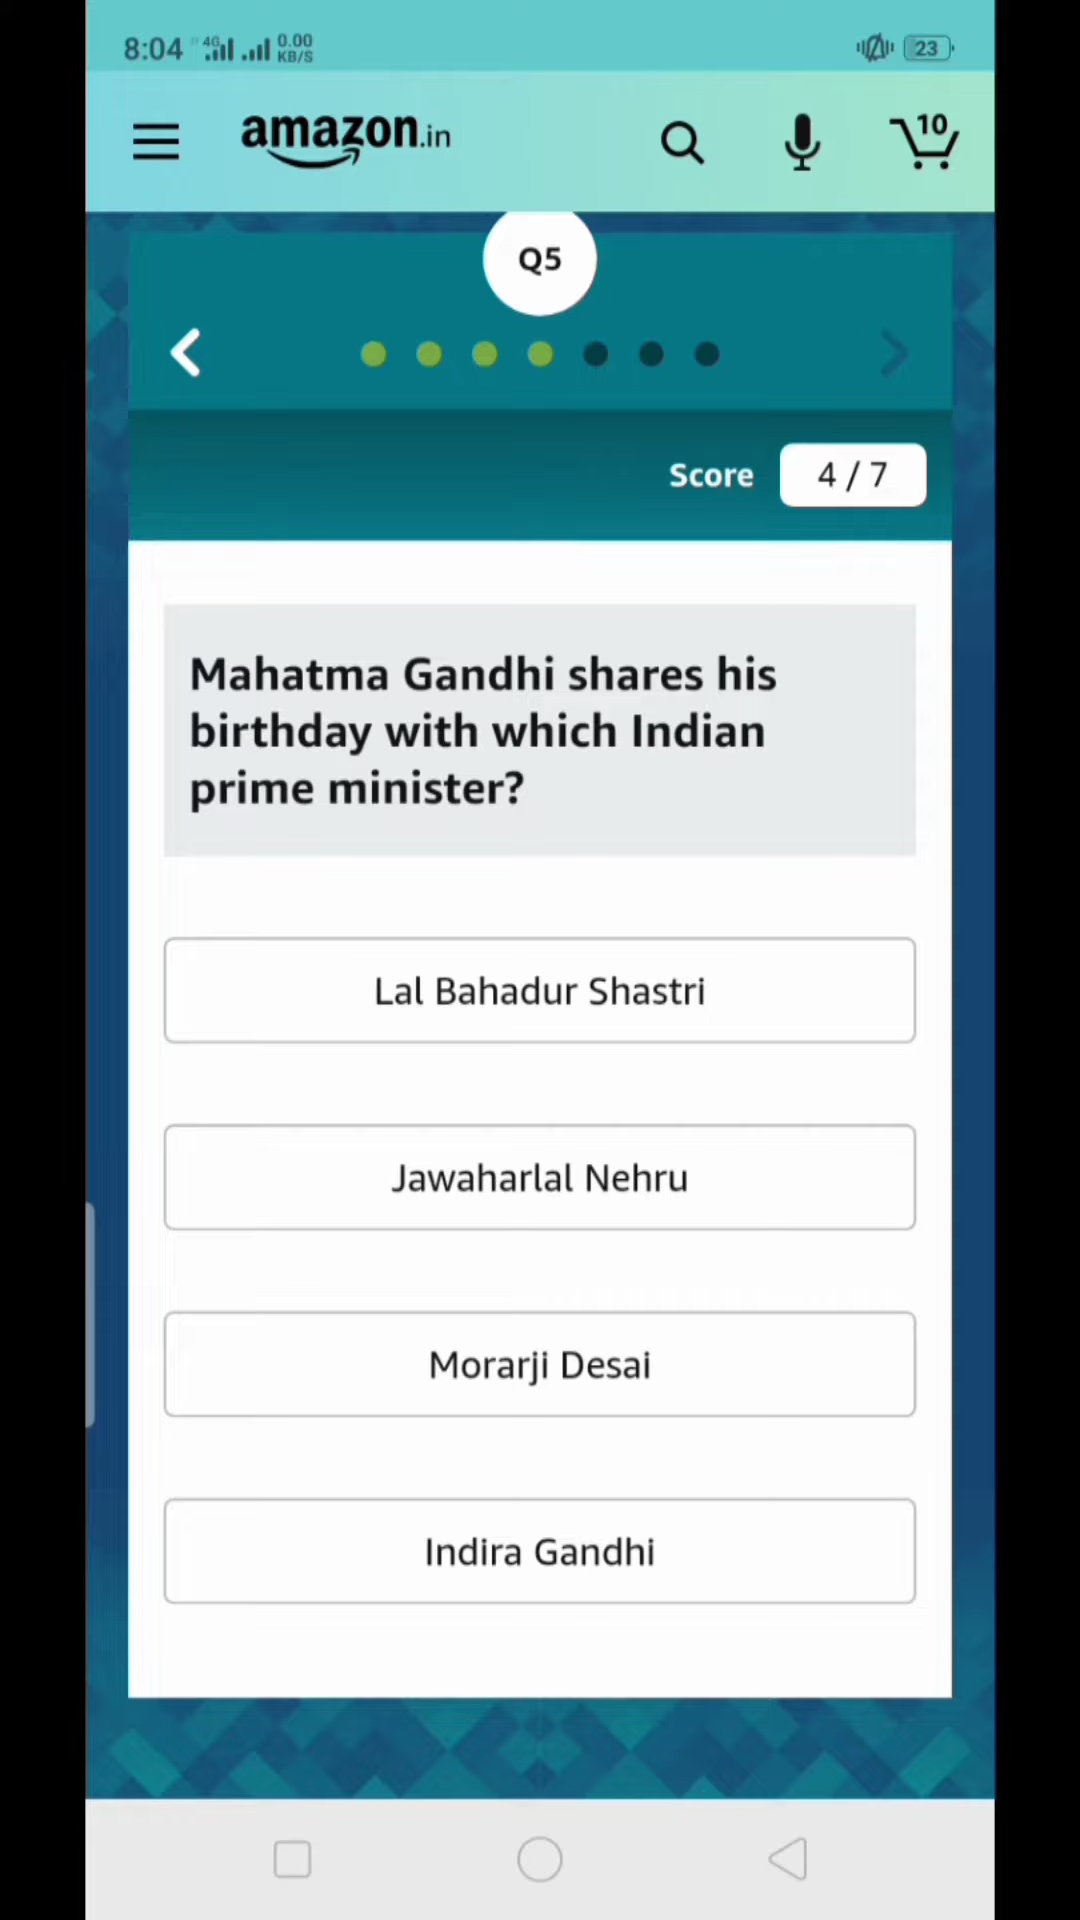 8:04 4G 0.00 KB/S 23
amazon.in 10
Q5
Score 4 / 7
Mahatma Gandhi shares his
birthday with which Indian
prime minister?
Lal Bahadur Shastri
Jawaharlal Nehru
Morarji Desai
Indira Gandhi